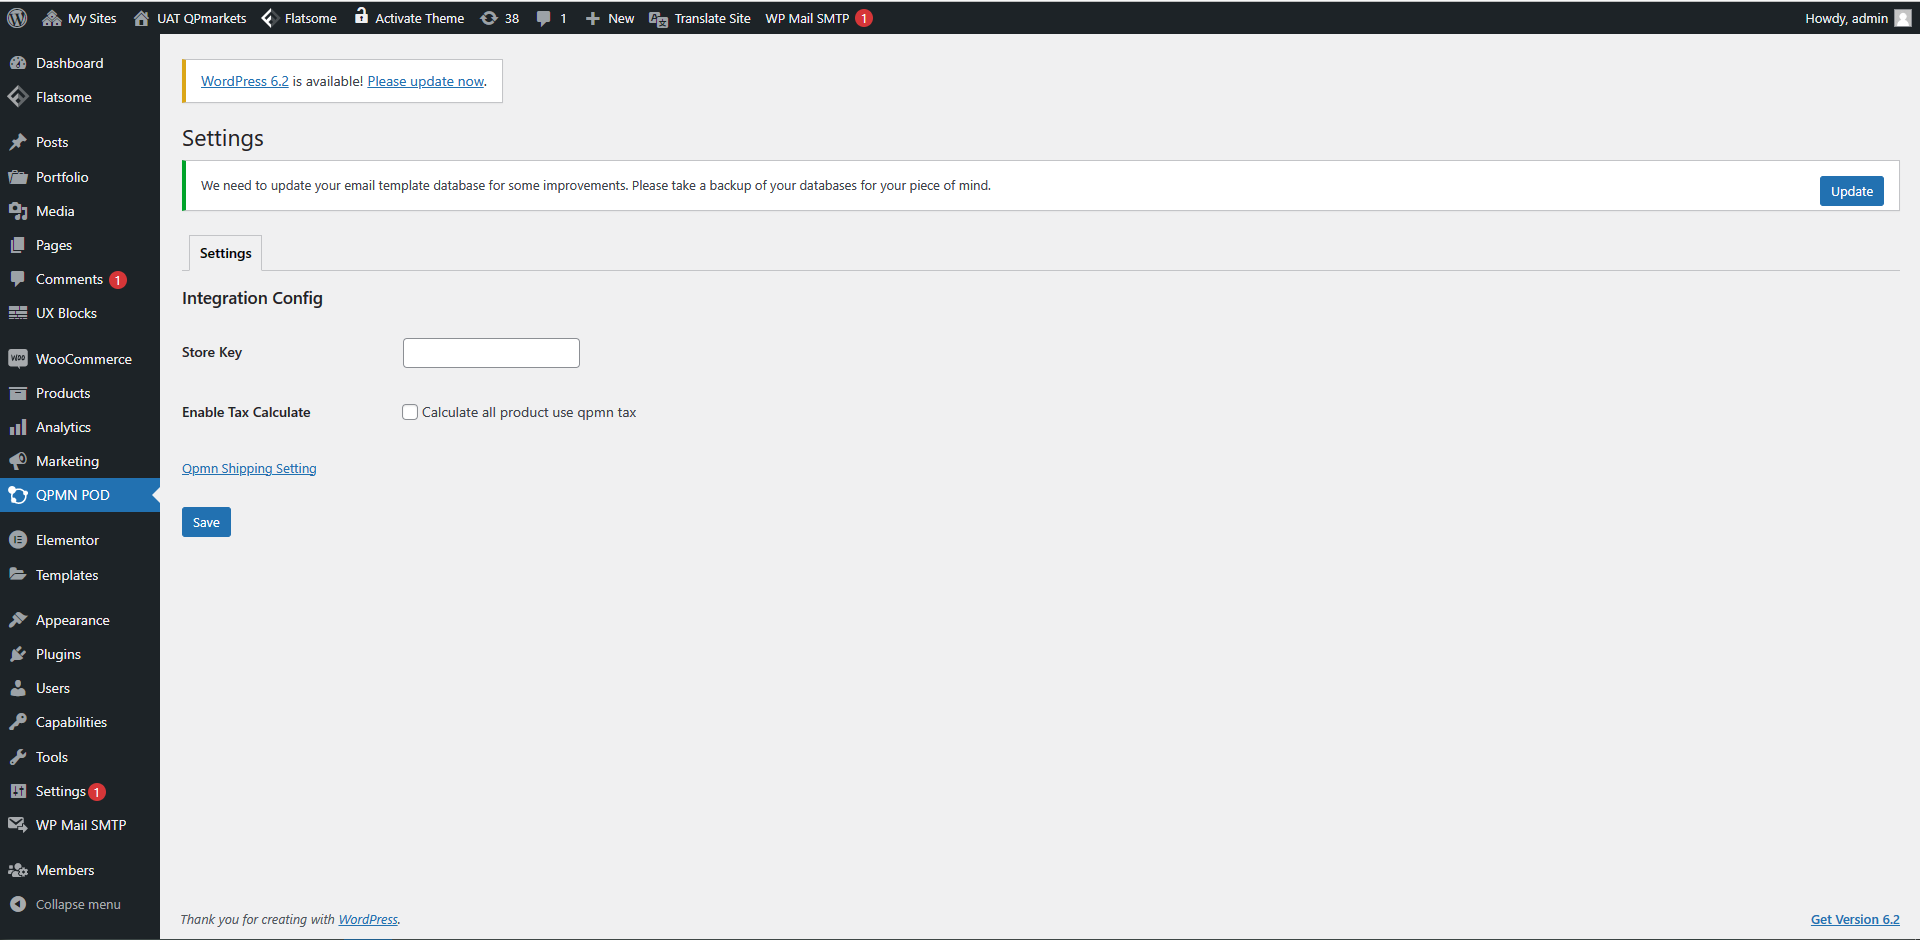 My Sites UAT QPmarkets Flatsome Activate Theme 38 1 New Translate Site WP Mail SMTP 1 Howdy, admin
Dashboard
Flatsome
Posts
Portfolio
Media
Pages
Comments 1
UX Blocks
WooCommerce
Products
Analytics
Marketing
QPMN POD
Elementor
Templates
Appearance
Plugins
Users
Capabilities
Tools
Settings 1
WP Mail SMTP
Members
Collapse menu
WordPress 6.2 is available! Please update now.
Settings
We need to update your email template database for some improvements. Please take a backup of your databases for your piece of mind.
Update
Settings
Integration Config
Store Key
Enable Tax Calculate Calculate all product use qpmn tax
Qpmn Shipping Setting
Save
Thank you for creating with WordPress.
Get Version 6.2